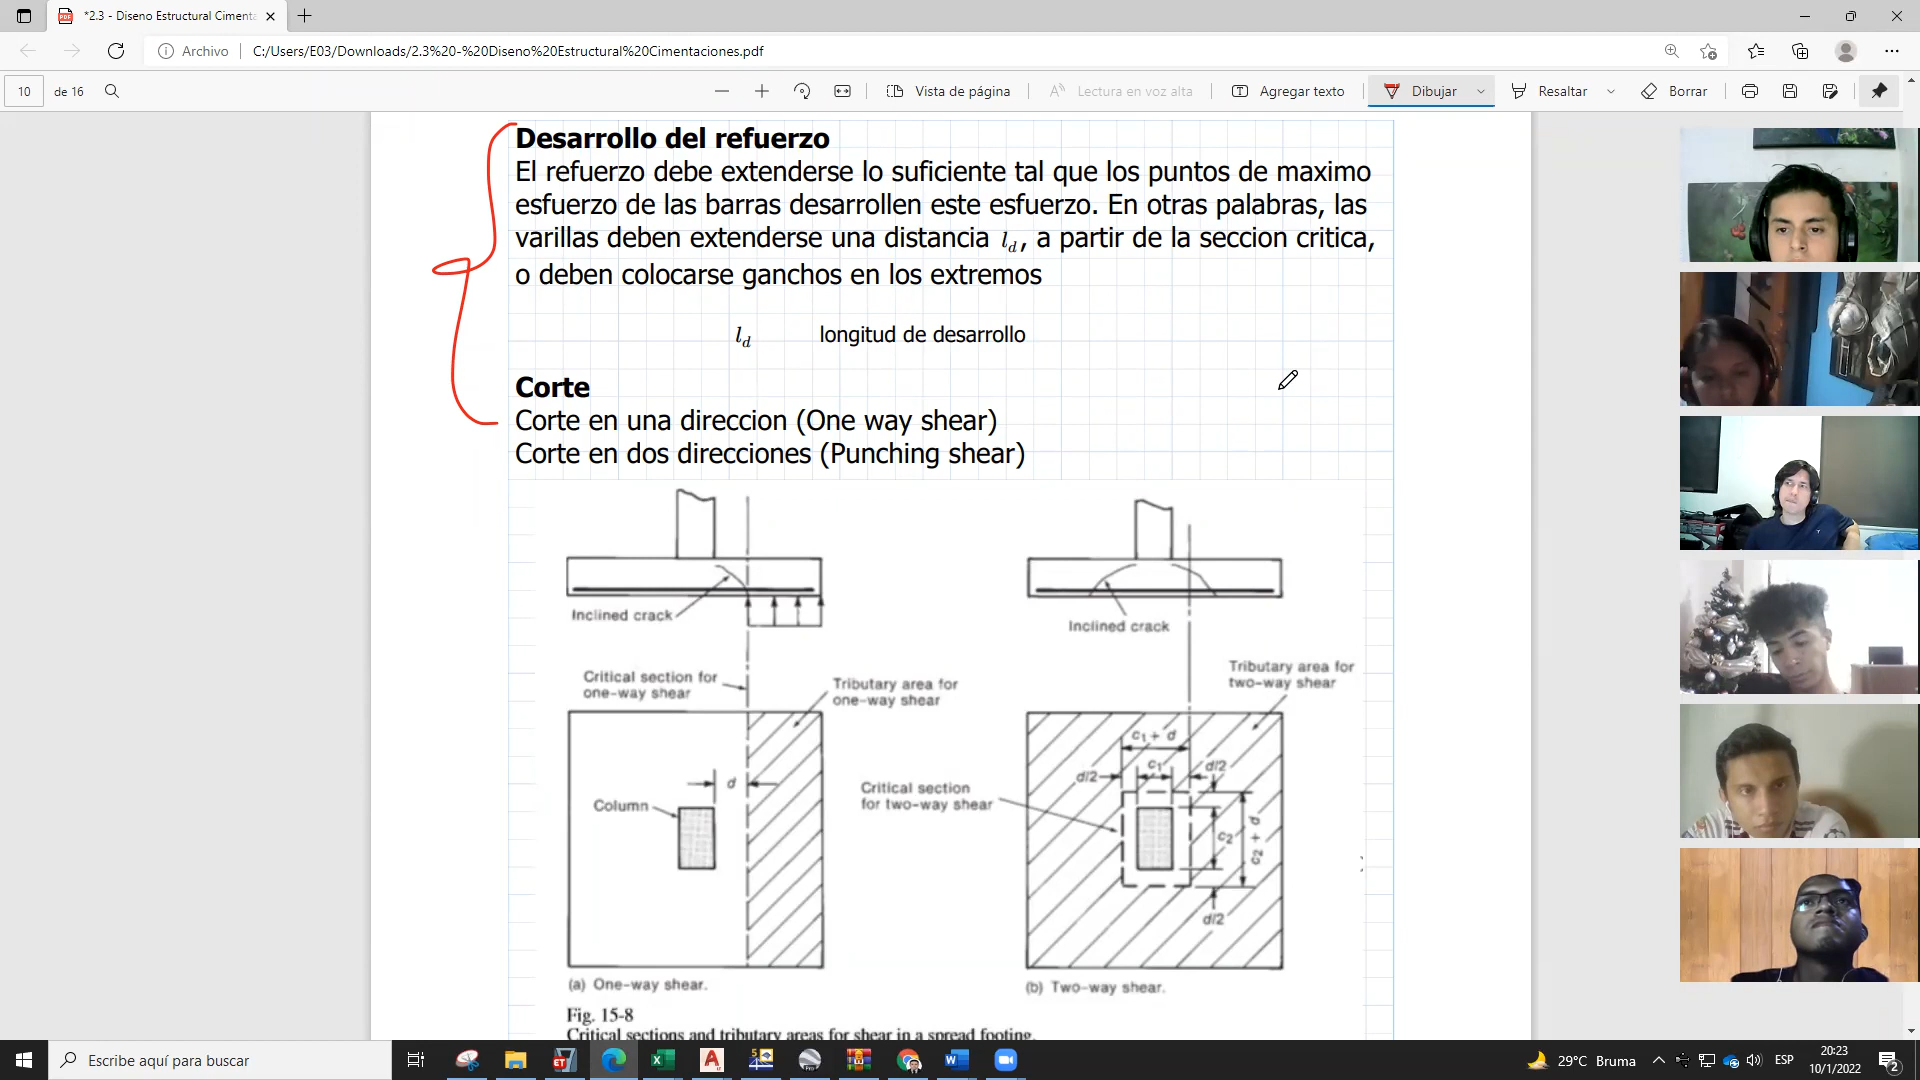 *2.3 - Diseno Estructural Cimenta
Archivo
C:/Users/E03/Downloads/2.3%20-%20Diseno%20Estructural%20Cimentaciones.pdf
10 de 16
Vista de página
Lectura en voz alta
Agregar texto
Dibujar
Resaltar
Borrar
Desarrollo del refuerzo
El refuerzo debe extenderse lo suficiente tal que los puntos de maximo
esfuerzo de las barras desarrollen este esfuerzo. En otras palabras, las
varillas deben extenderse una distancia l_d, a partir de la seccion critica,
o deben colocarse ganchos en los extremos
l_d longitud de desarrollo
Corte
Corte en una direccion (One way shear)
Corte en dos direcciones (Punching shear)
Inclined crack
Critical section for
one-way shear
Tributary area for
one-way shear
d
Column
(a) One-way shear.
Inclined crack
Tributary area for
two-way shear
c1 + d
d/2
c1
d/2
Critical section
for two-way shear
c2
c2 + d
d/2
(b) Two-way shear.
Fig. 15-8
Critical sections and tributary areas for shear in a spread footing.
Escribe aquí para buscar
29°C Bruma
ESP
20:23
10/1/2022
2